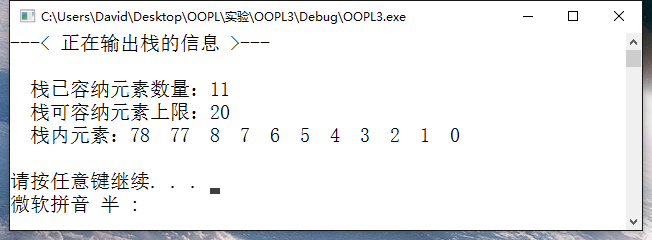 C:\Users\David\Desktop\OOPL\实验\OOPL3\Debug\OOPL3.exe
---< 正在输出栈的信息 >---
栈已容纳元素数量：11
栈可容纳元素上限：20
栈内元素：78 77 8 7 6 5 4 3 2 1 0
请按任意键继续. . .
微软拼音 半 :